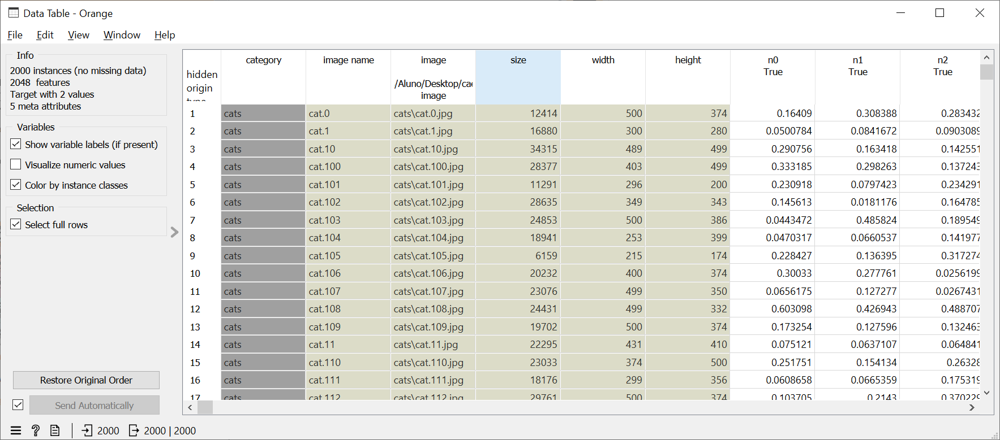 Data Table - Orange
File Edit View Window Help
Info
2000 instances (no missing data)
2048 features
Target with 2 values
5 meta attributes
Variables
Show variable labels (if present)
Visualize numeric values
Color by instance classes
Selection
Select full rows
Restore Original Order
Send Automatically
category image name image size width height n0 n1 n2
True True True
hidden
origin /Aluno/Desktop/cae
image
1 cats cat.0 cats\cat.0.jpg 12414 500 374 0.16409 0.308388 0.283432
2 cats cat.1 cats\cat.1.jpg 16880 300 280 0.0500784 0.0841672 0.0903089
3 cats cat.10 cats\cat.10.jpg 34315 489 499 0.290756 0.163418 0.142551
4 cats cat.100 cats\cat.100.jpg 28377 403 499 0.333185 0.298263 0.137243
5 cats cat.101 cats\cat.101.jpg 11291 296 200 0.230918 0.0797423 0.234291
6 cats cat.102 cats\cat.102.jpg 28635 349 343 0.145613 0.0181176 0.164785
7 cats cat.103 cats\cat.103.jpg 24853 500 386 0.0443472 0.485824 0.189549
8 cats cat.104 cats\cat.104.jpg 18941 253 399 0.0470317 0.0660537 0.141977
9 cats cat.105 cats\cat.105.jpg 6159 215 174 0.228427 0.136395 0.317274
10 cats cat.106 cats\cat.106.jpg 20232 400 374 0.30033 0.277761 0.0256199
11 cats cat.107 cats\cat.107.jpg 23076 499 350 0.0656175 0.127277 0.0267431
12 cats cat.108 cats\cat.108.jpg 24431 499 332 0.603098 0.426943 0.488707
13 cats cat.109 cats\cat.109.jpg 19702 500 374 0.173254 0.127596 0.132463
14 cats cat.11 cats\cat.11.jpg 22295 431 410 0.075121 0.0637107 0.064841
15 cats cat.110 cats\cat.110.jpg 23033 374 500 0.251751 0.154134 0.26328
16 cats cat.111 cats\cat.111.jpg 18176 299 356 0.0608658 0.0665359 0.175319
17 cats cat.112 cats\cat.112.jpg 29761 500 374 0.103705 0.2143 0.370229
2000 2000 | 2000